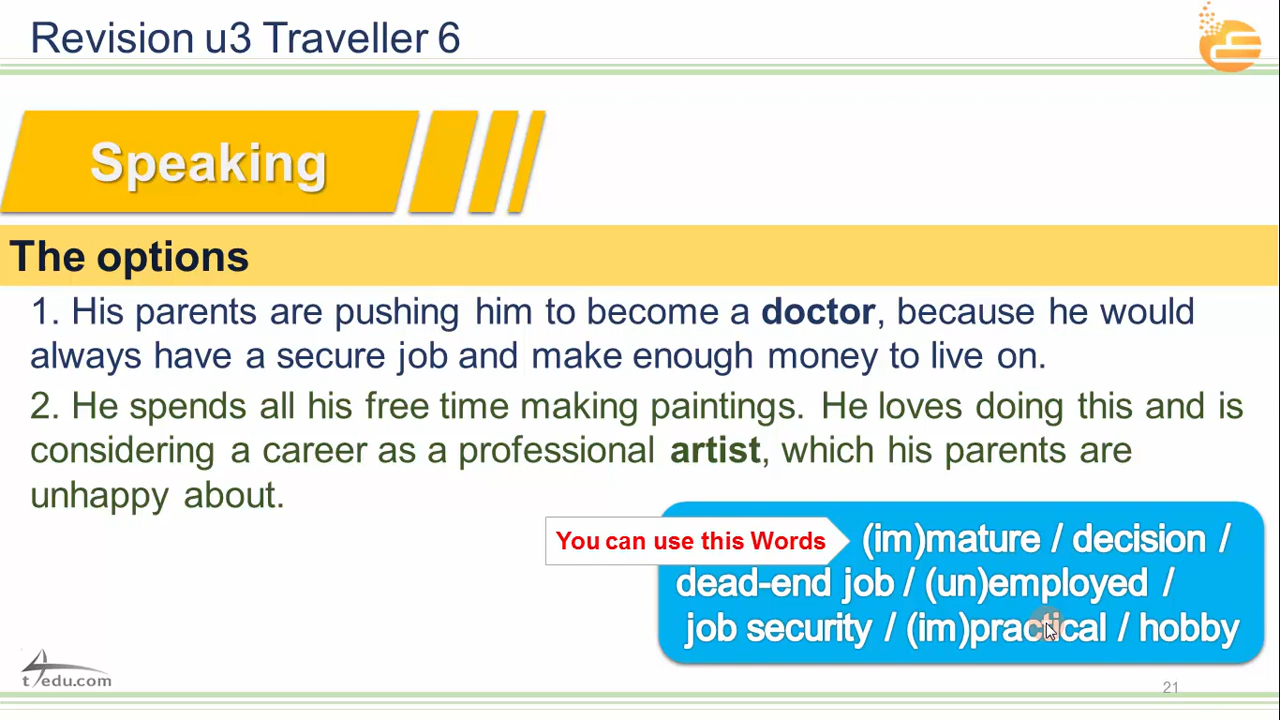 Revision u3 Traveller 6
Speaking
The options
1. His parents are pushing him to become a doctor, because he would
always have a secure job and make enough money to live on.
2. He spends all his free time making paintings. He loves doing this and is
considering a career as a professional artist, which his parents are
unhappy about.
You can use this Words
(im)mature / decision /
dead-end job / (un)employed /
job security / (im)practical / hobby
t4edu.com
21